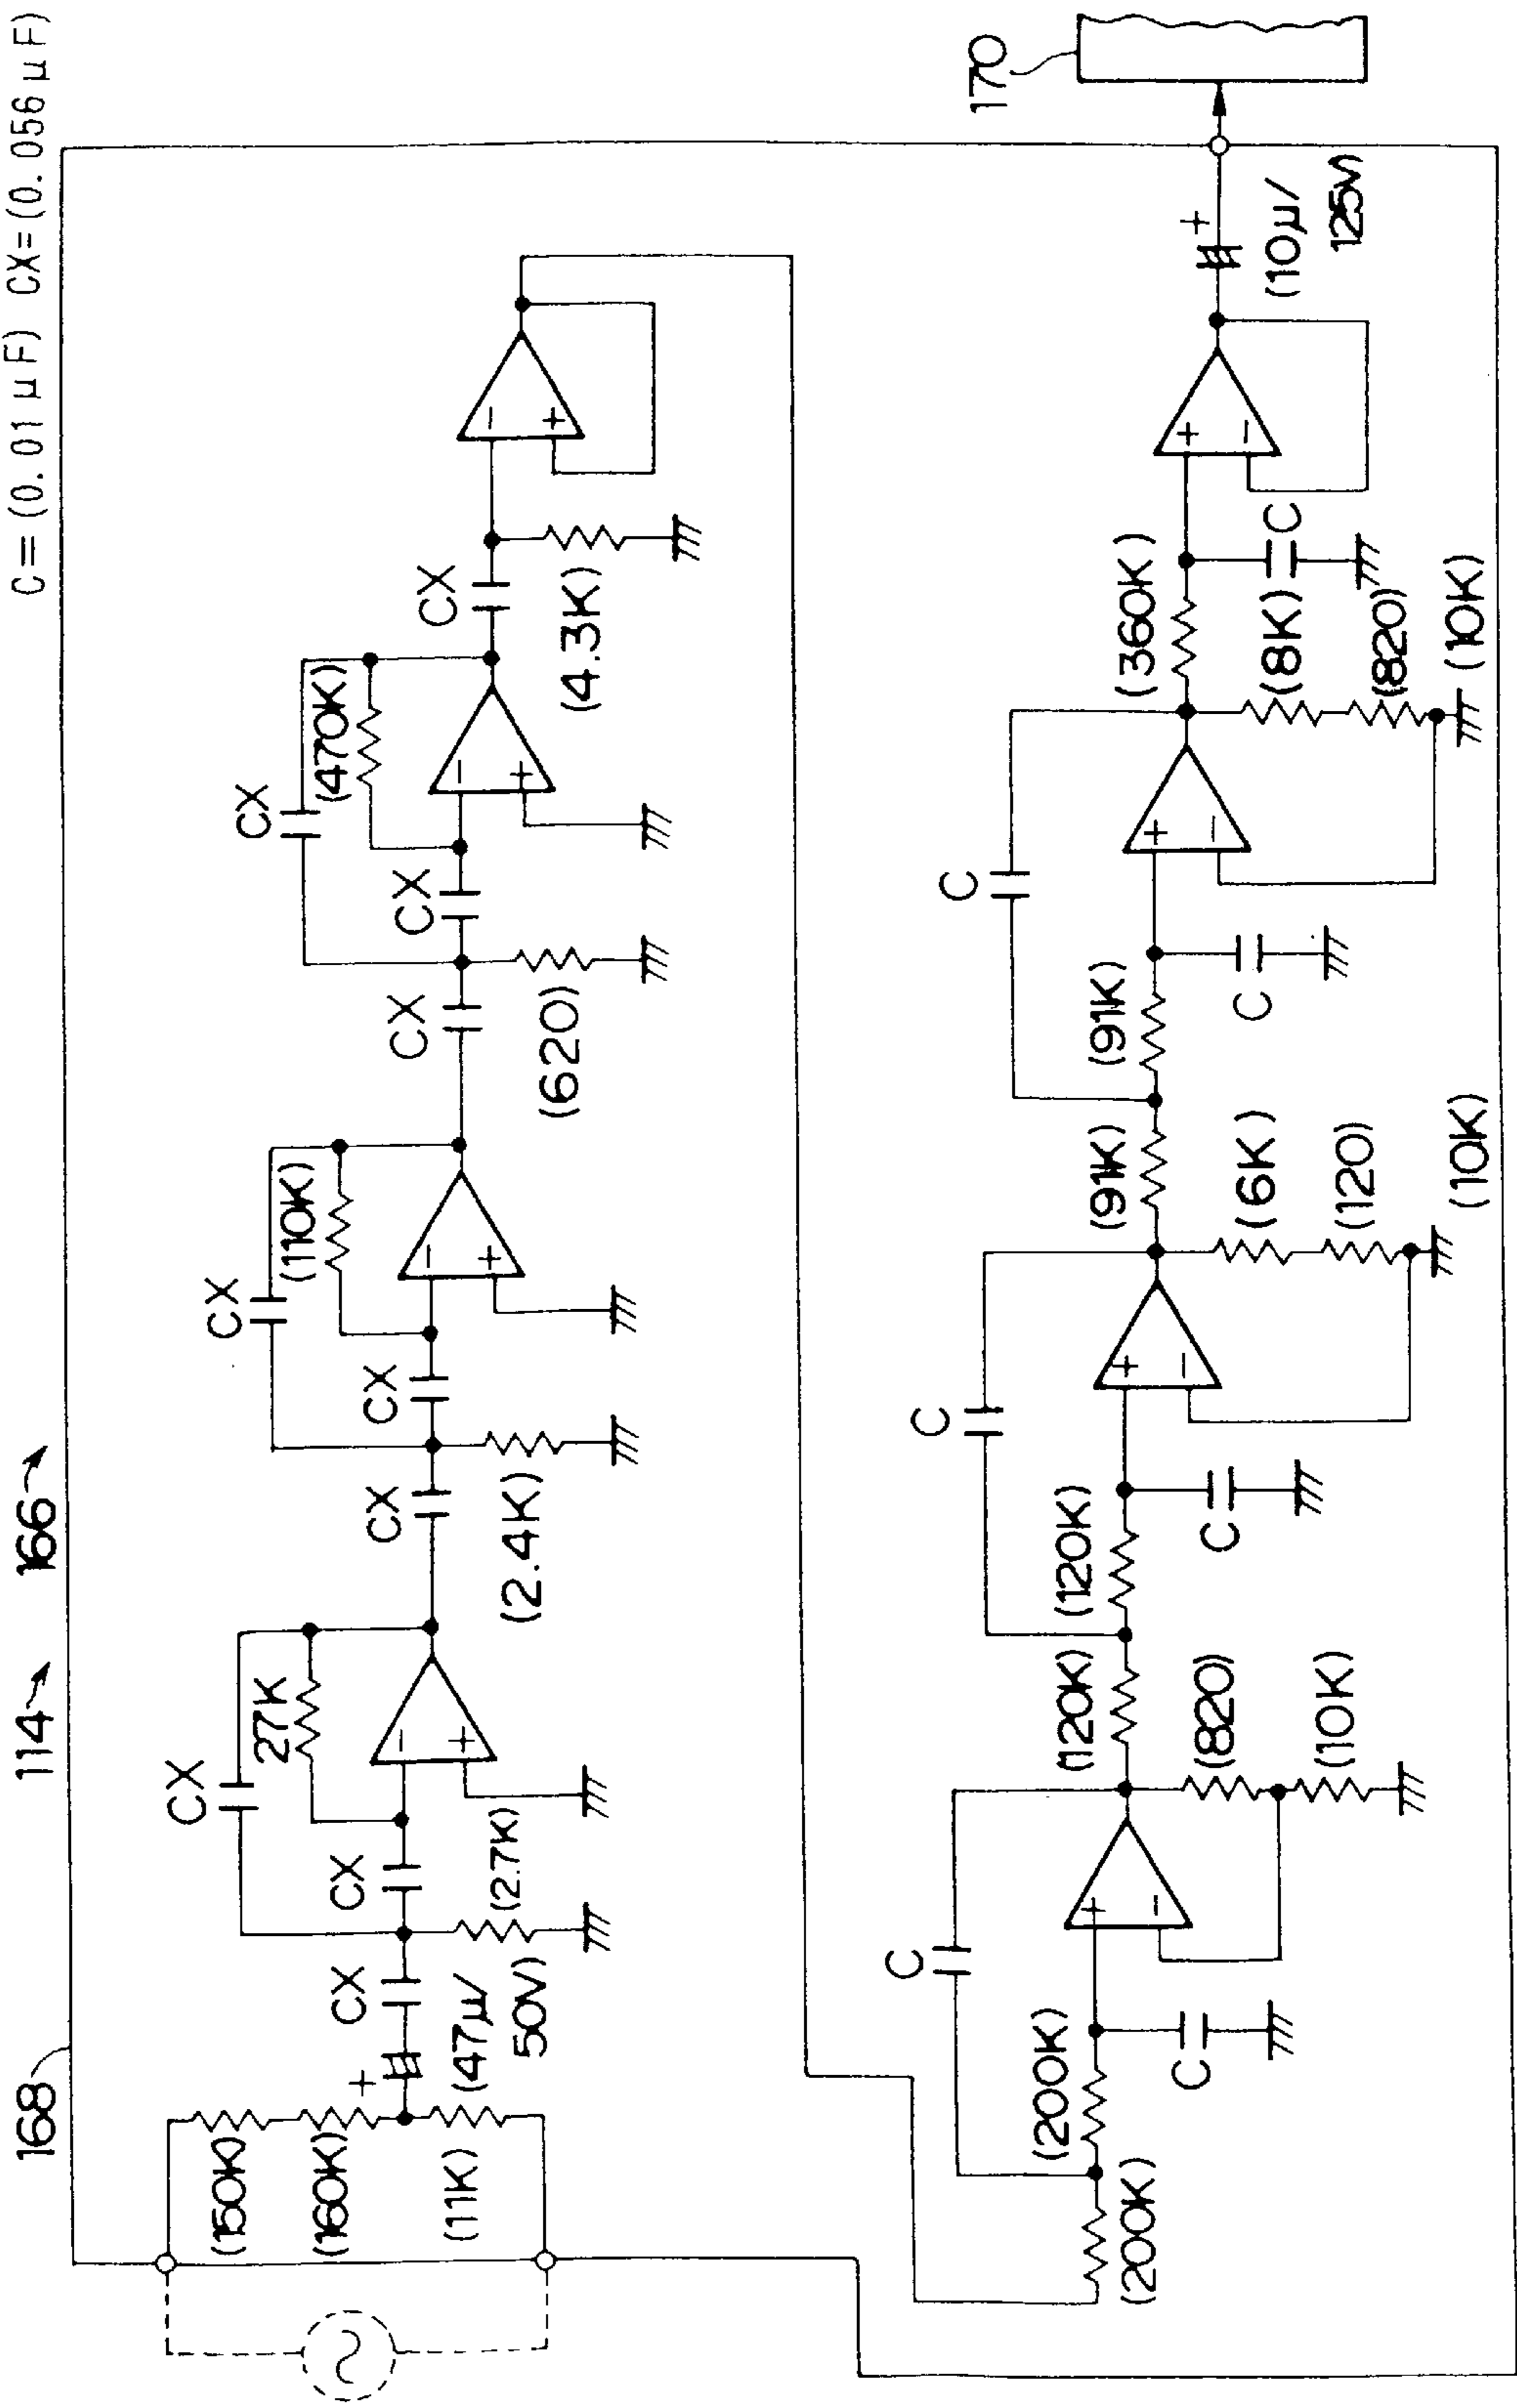 C=(0.01μF) CX=(0.056μF)
114
166
168
170
(150K)
(160K)
(11K)
+
(47μ/
50V)
CX
(2.7K)
CX
CX
27K
−
+
CX
(2.4K)
CX
CX
(110K)
−
+
CX
(620)
CX
CX
(470K)
−
+
CX
(4.3K)
−
+
(200K)
(200K)
C
C
+
−
(820)
(10K)
(120K)
(120K)
C
C
+
−
(6K)
(120)
(10K)
(91K)
(91K)
C
C
+
−
(8K)
(820)
(10K)
(360K)
C
+
−
+
(10μ/
125V)